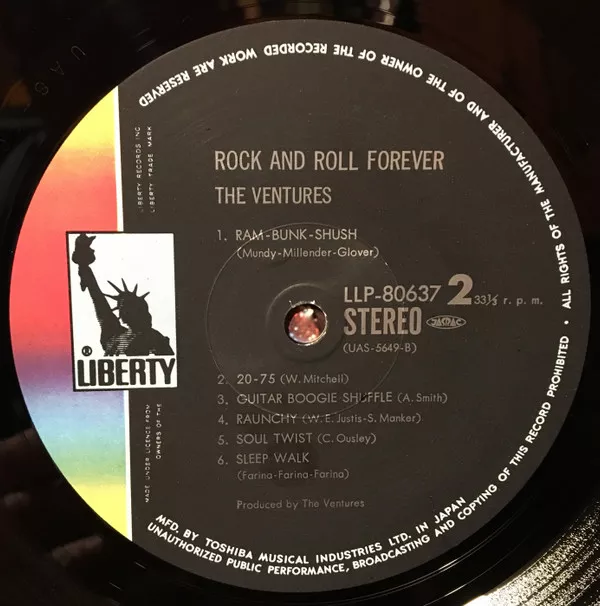 ROCK AND ROLL FOREVER
THE VENTURES
1. RAM-BUNK-SHUSH
(Mundy-Millender-Glover)
LLP-80637 2 33⅓ r. p. m.
STEREO JASRAC
(UAS-5649-B)
2. 20-75 (W. Mitchell)
3. GUITAR BOOGIE SHUFFLE (A. Smith)
4. RAUNCHY (W. E. Justis-S. Manker)
5. SOUL TWIST (C. Ousley)
6. SLEEP WALK
(Farina-Farina-Farina)
Produced by The Ventures
LIBERTY RECORDS INC.
LIBERTY TRADE MARK
®
LIBERTY
MADE UNDER LICENCE FROM
OWNERS OF THE
MFD. BY TOSHIBA MUSICAL INDUSTRIES LTD. IN JAPAN
UNAUTHORIZED PUBLIC PERFORMANCE, BROADCASTING AND COPYING OF THIS RECORD PROHIBITED • ALL RIGHTS OF THE MANUFACTURER AND OF THE OWNER OF THE RECORDED WORK ARE RESERVED